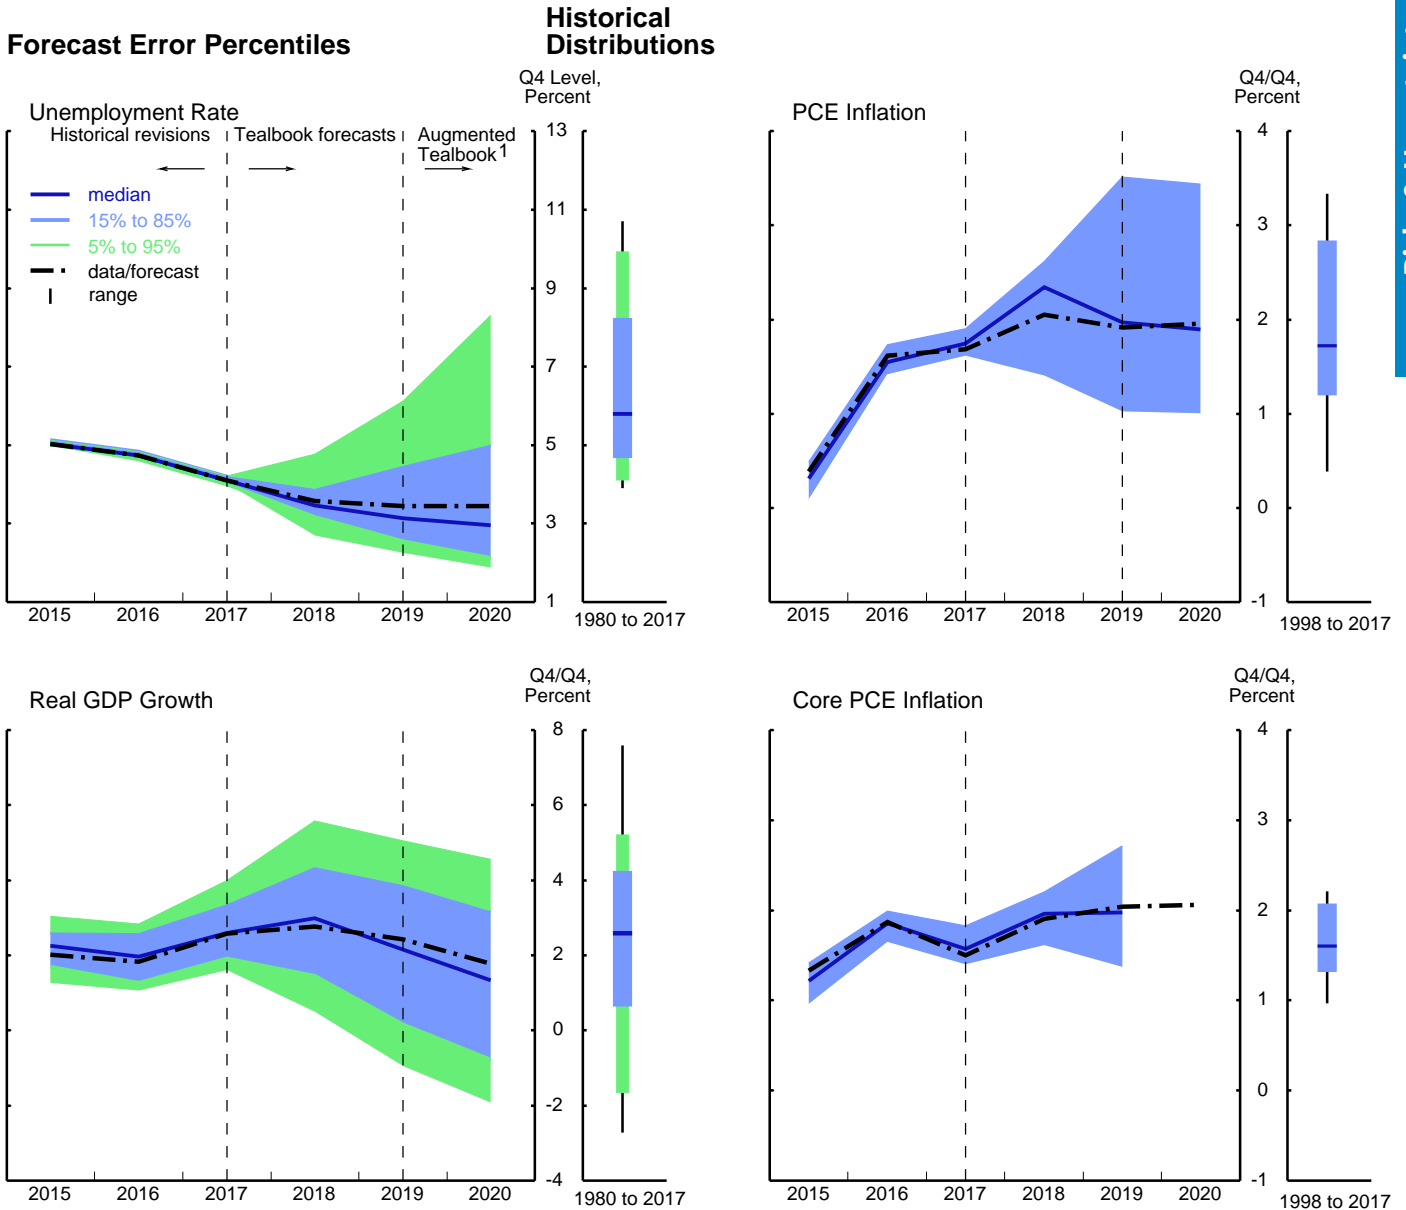 Forecast Error Percentiles
Historical
Distributions
Unemployment Rate
Q4 Level,
Percent
Historical revisions
Tealbook forecasts
Augmented
Tealbook 1
median
15% to 85%
5% to 95%
data/forecast
range
13
11
9
7
5
3
1
2015 2016 2017 2018 2019 2020
1980 to 2017
PCE Inflation
Q4/Q4,
Percent
4
3
2
1
0
-1
2015 2016 2017 2018 2019 2020
1998 to 2017
Real GDP Growth
Q4/Q4,
Percent
8
6
4
2
0
-2
-4
2015 2016 2017 2018 2019 2020
1980 to 2017
Core PCE Inflation
Q4/Q4,
Percent
4
3
2
1
0
-1
2015 2016 2017 2018 2019 2020
1998 to 2017